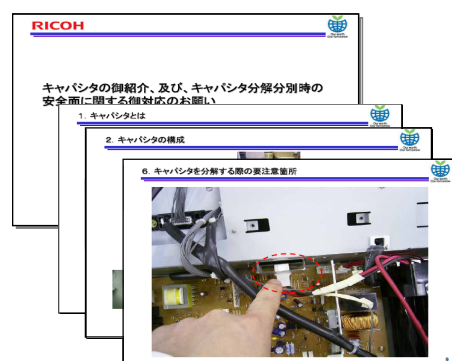 RICOH
キャパシタの御紹介、及び、キャパシタ分解分別時の
安全面に関する御対応のお願い
1. キャパシタとは
2. キャパシタの構成
6. キャパシタを分解する際の要注意箇所